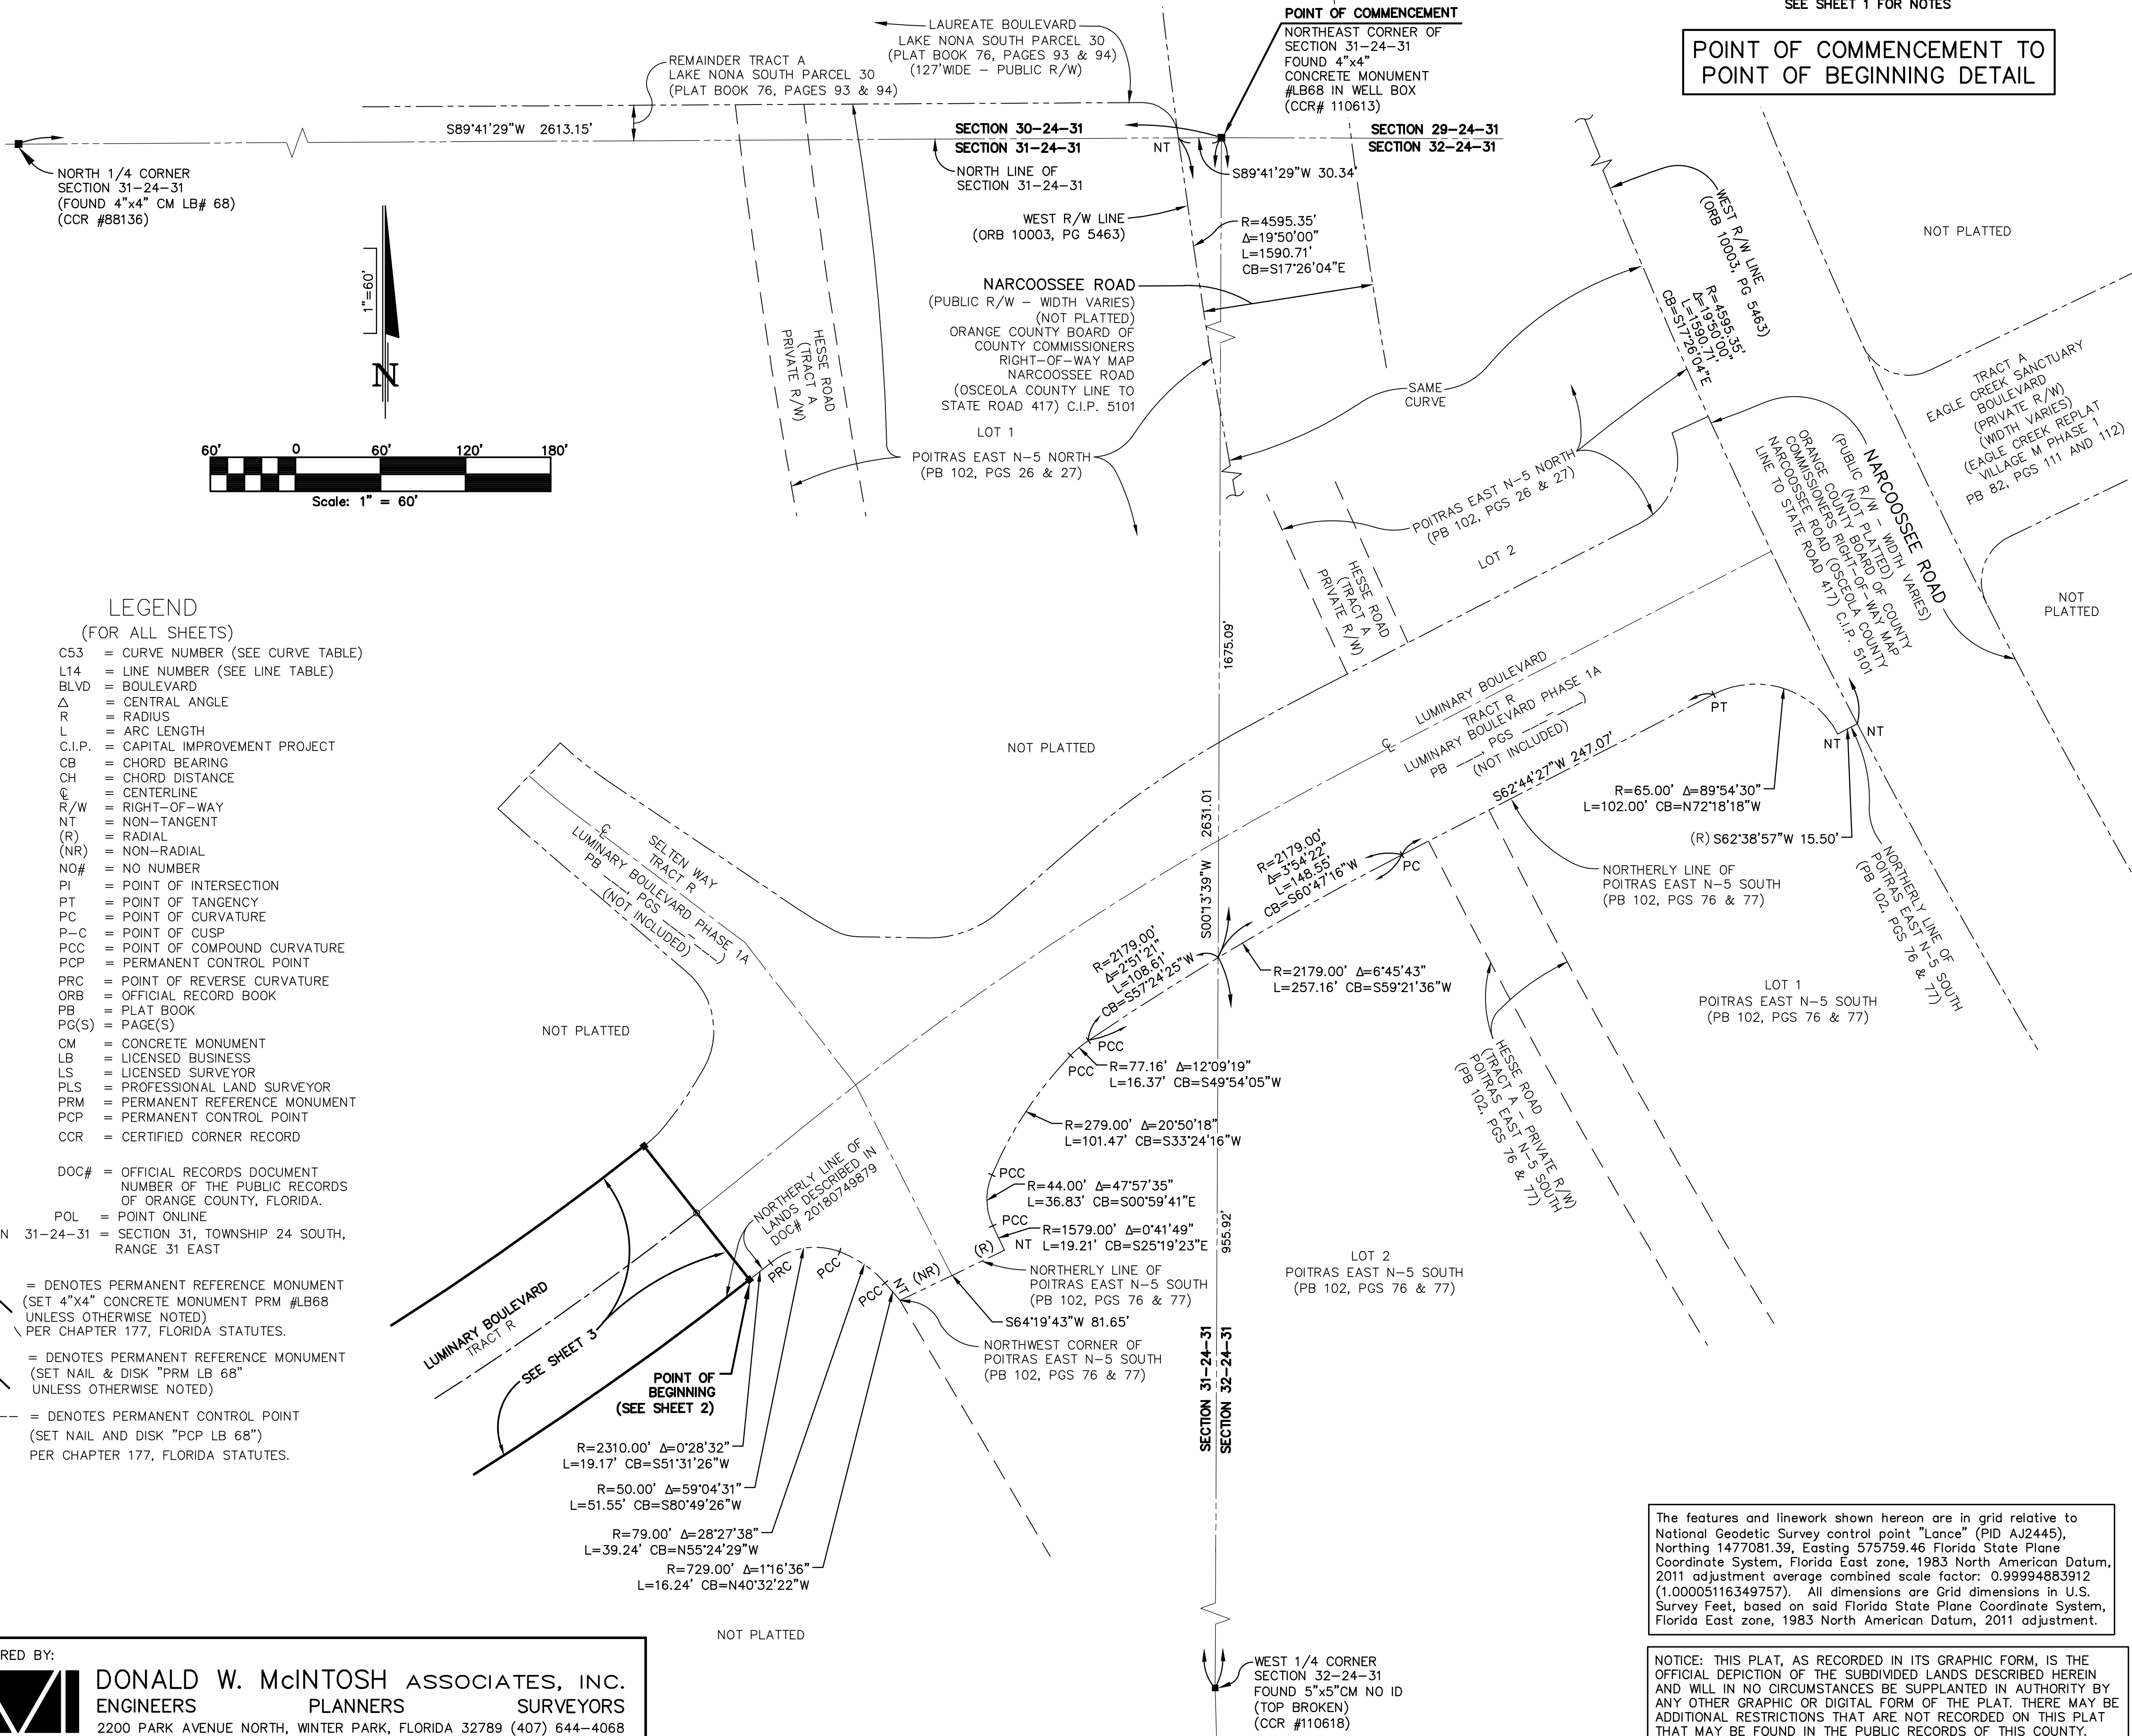 SEE SHEET 1 FOR NOTES
POINT OF COMMENCEMENT TO
POINT OF BEGINNING DETAIL
POINT OF COMMENCEMENT
NORTHEAST CORNER OF
SECTION 31-24-31
FOUND 4"x4"
CONCRETE MONUMENT
#LB68 IN WELL BOX
(CCR# 110613)
LAUREATE BOULEVARD
LAKE NONA SOUTH PARCEL 30
(PLAT BOOK 76, PAGES 93 & 94)
(127'WIDE - PUBLIC R/W)
REMAINDER TRACT A
LAKE NONA SOUTH PARCEL 30
(PLAT BOOK 76, PAGES 93 & 94)
S89°41'29"W 2613.15'
SECTION 30-24-31
SECTION 31-24-31
SECTION 29-24-31
SECTION 32-24-31
NT
S89°41'29"W 30.34'
NORTH 1/4 CORNER
SECTION 31-24-31
(FOUND 4"x4" CM LB# 68)
(CCR #88136)
NORTH LINE OF
SECTION 31-24-31
WEST R/W LINE
(ORB 10003, PG 5463)
R=4595.35'
Δ=19°50'00"
L=1590.71'
CB=S17°26'04"E
1"=60'
N
60' 0 60' 120' 180'
Scale: 1" = 60'
HESSE ROAD
(TRACT A
PRIVATE R/W)
NARCOOSSEE ROAD
(PUBLIC R/W - WIDTH VARIES)
(NOT PLATTED)
ORANGE COUNTY BOARD OF
COUNTY COMMISSIONERS
RIGHT-OF-WAY MAP
NARCOOSSEE ROAD
(OSCEOLA COUNTY LINE TO
STATE ROAD 417) C.I.P. 5101
LOT 1
POITRAS EAST N-5 NORTH
(PB 102, PGS 26 & 27)
SAME
CURVE
WEST R/W LINE
(ORB 10003, PG 5463)
R=4595.35'
Δ=19°50'00"
L=1590.71'
CB=S17°26'04"E
NOT PLATTED
TRACT A
EAGLE CREEK SANCTUARY
BOULEVARD
(PRIVATE R/W)
(WIDTH VARIES)
(EAGLE CREEK REPLAT
VILLAGE M PHASE 1
PB 82, PGS 111 AND 112)
NARCOOSSEE ROAD
(PUBLIC R/W - WIDTH VARIES)
(NOT PLATTED)
ORANGE COUNTY BOARD OF COUNTY
COMMISSIONERS RIGHT-OF-WAY MAP
NARCOOSSEE ROAD (OSCEOLA COUNTY
LINE TO STATE ROAD 417) C.I.P. 5101
NOT
PLATTED
POITRAS EAST N-5 NORTH
(PB 102, PGS 26 & 27)
LOT 2
HESSE ROAD
(TRACT A
PRIVATE R/W)
1675.09'
S00°13'39"W 2631.01
955.92'
LEGEND
(FOR ALL SHEETS)
C53 = CURVE NUMBER (SEE CURVE TABLE)
L14 = LINE NUMBER (SEE LINE TABLE)
BLVD = BOULEVARD
Δ = CENTRAL ANGLE
R = RADIUS
L = ARC LENGTH
C.I.P. = CAPITAL IMPROVEMENT PROJECT
CB = CHORD BEARING
CH = CHORD DISTANCE
℄ = CENTERLINE
R/W = RIGHT-OF-WAY
NT = NON-TANGENT
(R) = RADIAL
(NR) = NON-RADIAL
NO# = NO NUMBER
PI = POINT OF INTERSECTION
PT = POINT OF TANGENCY
PC = POINT OF CURVATURE
P-C = POINT OF CUSP
PCC = POINT OF COMPOUND CURVATURE
PCP = PERMANENT CONTROL POINT
PRC = POINT OF REVERSE CURVATURE
ORB = OFFICIAL RECORD BOOK
PB = PLAT BOOK
PG(S) = PAGE(S)
CM = CONCRETE MONUMENT
LB = LICENSED BUSINESS
LS = LICENSED SURVEYOR
PLS = PROFESSIONAL LAND SURVEYOR
PRM = PERMANENT REFERENCE MONUMENT
PCP = PERMANENT CONTROL POINT
CCR = CERTIFIED CORNER RECORD
DOC# = OFFICIAL RECORDS DOCUMENT
NUMBER OF THE PUBLIC RECORDS
OF ORANGE COUNTY, FLORIDA.
POL = POINT ONLINE
N 31-24-31 = SECTION 31, TOWNSHIP 24 SOUTH,
RANGE 31 EAST
= DENOTES PERMANENT REFERENCE MONUMENT
(SET 4"X4" CONCRETE MONUMENT PRM #LB68
UNLESS OTHERWISE NOTED)
PER CHAPTER 177, FLORIDA STATUTES.
= DENOTES PERMANENT REFERENCE MONUMENT
(SET NAIL & DISK "PRM LB 68"
UNLESS OTHERWISE NOTED)
= DENOTES PERMANENT CONTROL POINT
(SET NAIL AND DISK "PCP LB 68")
PER CHAPTER 177, FLORIDA STATUTES.
NOT PLATTED
℄
LUMINARY BOULEVARD
TRACT R
LUMINARY BOULEVARD PHASE 1A
PB ___, PGS ___-___
(NOT INCLUDED)
PT
NT
NT
S62°44'27"W 247.07'
R=65.00' Δ=89°54'30"
L=102.00' CB=N72°18'18"W
(R) S62°38'57"W 15.50'
NORTHERLY LINE OF
POITRAS EAST N-5 SOUTH
(PB 102, PGS 76 & 77)
NORTHERLY LINE OF
POITRAS EAST N-5 SOUTH
(PB 102, PGS 76 & 77)
LOT 1
POITRAS EAST N-5 SOUTH
(PB 102, PGS 76 & 77)
PC
R=2179.00'
Δ=3°54'22"
L=148.55'
CB=S60°47'16"W
R=2179.00' Δ=6°45'43"
L=257.16' CB=S59°21'36"W
R=2179.00'
Δ=2°51'21"
L=108.61'
CB=S57°24'25"W
℄
SELTEN WAY
TRACT R
LUMINARY BOULEVARD PHASE 1A
PB ___, PGS ___-___
(NOT INCLUDED)
NOT PLATTED
PCC
PCC
R=77.16' Δ=12°09'19"
L=16.37' CB=S49°54'05"W
R=279.00' Δ=20°50'18"
L=101.47' CB=S33°24'16"W
PCC
R=44.00' Δ=47°57'35"
L=36.83' CB=S00°59'41"E
PCC
R=1579.00' Δ=0°41'49"
NT L=19.21' CB=S25°19'23"E
(R)
(NR)
NORTHERLY LINE OF
POITRAS EAST N-5 SOUTH
(PB 102, PGS 76 & 77)
S64°19'43"W 81.65'
NORTHWEST CORNER OF
POITRAS EAST N-5 SOUTH
(PB 102, PGS 76 & 77)
HESSE ROAD
(TRACT A - PRIVATE R/W)
POITRAS EAST N-5 SOUTH
(PB 102, PGS 76 & 77)
LOT 2
POITRAS EAST N-5 SOUTH
(PB 102, PGS 76 & 77)
NORTHERLY LINE OF
LANDS DESCRIBED IN
DOC# 20180749879
PRC
PCC
PCC
NT
LUMINARY BOULEVARD
TRACT R
SEE SHEET 3
POINT OF
BEGINNING
(SEE SHEET 2)
R=2310.00' Δ=0°28'32"
L=19.17' CB=S51°31'26"W
R=50.00' Δ=59°04'31"
L=51.55' CB=S80°49'26"W
R=79.00' Δ=28°27'38"
L=39.24' CB=N55°24'29"W
R=729.00' Δ=1°16'36"
L=16.24' CB=N40°32'22"W
SECTION 31-24-31
SECTION 32-24-31
NOT PLATTED
WEST 1/4 CORNER
SECTION 32-24-31
FOUND 5"x5"CM NO ID
(TOP BROKEN)
(CCR #110618)
The features and linework shown hereon are in grid relative to
National Geodetic Survey control point "Lance" (PID AJ2445),
Northing 1477081.39, Easting 575759.46 Florida State Plane
Coordinate System, Florida East zone, 1983 North American Datum,
2011 adjustment average combined scale factor: 0.99994883912
(1.00005116349757). All dimensions are Grid dimensions in U.S.
Survey Feet, based on said Florida State Plane Coordinate System,
Florida East zone, 1983 North American Datum, 2011 adjustment.
NOTICE: THIS PLAT, AS RECORDED IN ITS GRAPHIC FORM, IS THE
OFFICIAL DEPICTION OF THE SUBDIVIDED LANDS DESCRIBED HEREIN
AND WILL IN NO CIRCUMSTANCES BE SUPPLANTED IN AUTHORITY BY
ANY OTHER GRAPHIC OR DIGITAL FORM OF THE PLAT. THERE MAY BE
ADDITIONAL RESTRICTIONS THAT ARE NOT RECORDED ON THIS PLAT
THAT MAY BE FOUND IN THE PUBLIC RECORDS OF THIS COUNTY.
RED BY:
DONALD W. McINTOSH ASSOCIATES, INC.
ENGINEERS PLANNERS SURVEYORS
2200 PARK AVENUE NORTH, WINTER PARK, FLORIDA 32789 (407) 644-4068